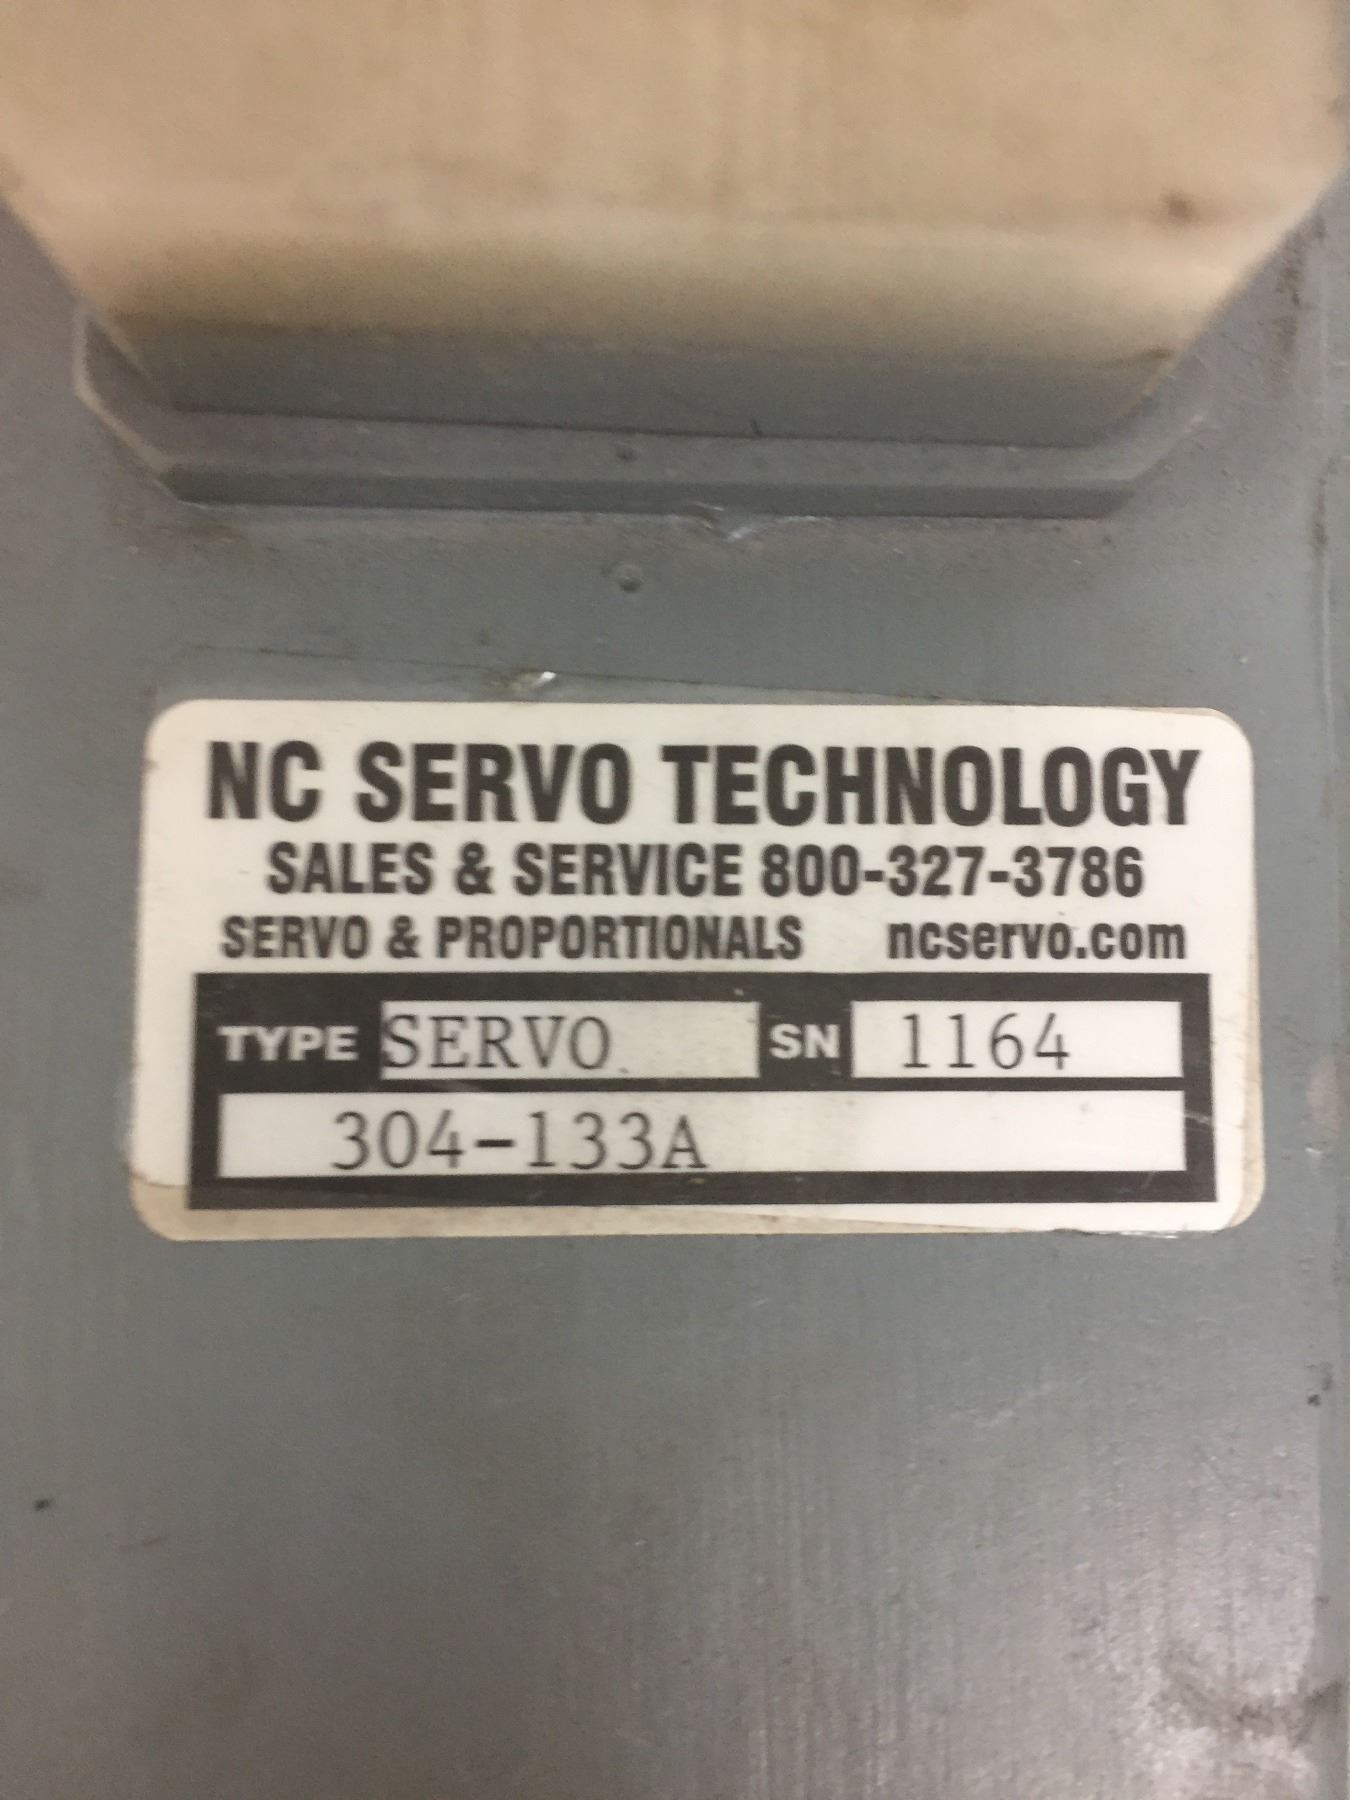 NC SERVO TECHNOLOGY
SALES & SERVICE 800-327-3786
SERVO & PROPORTIONALS ncservo.com
TYPE SERVO SN 1164
304-133A